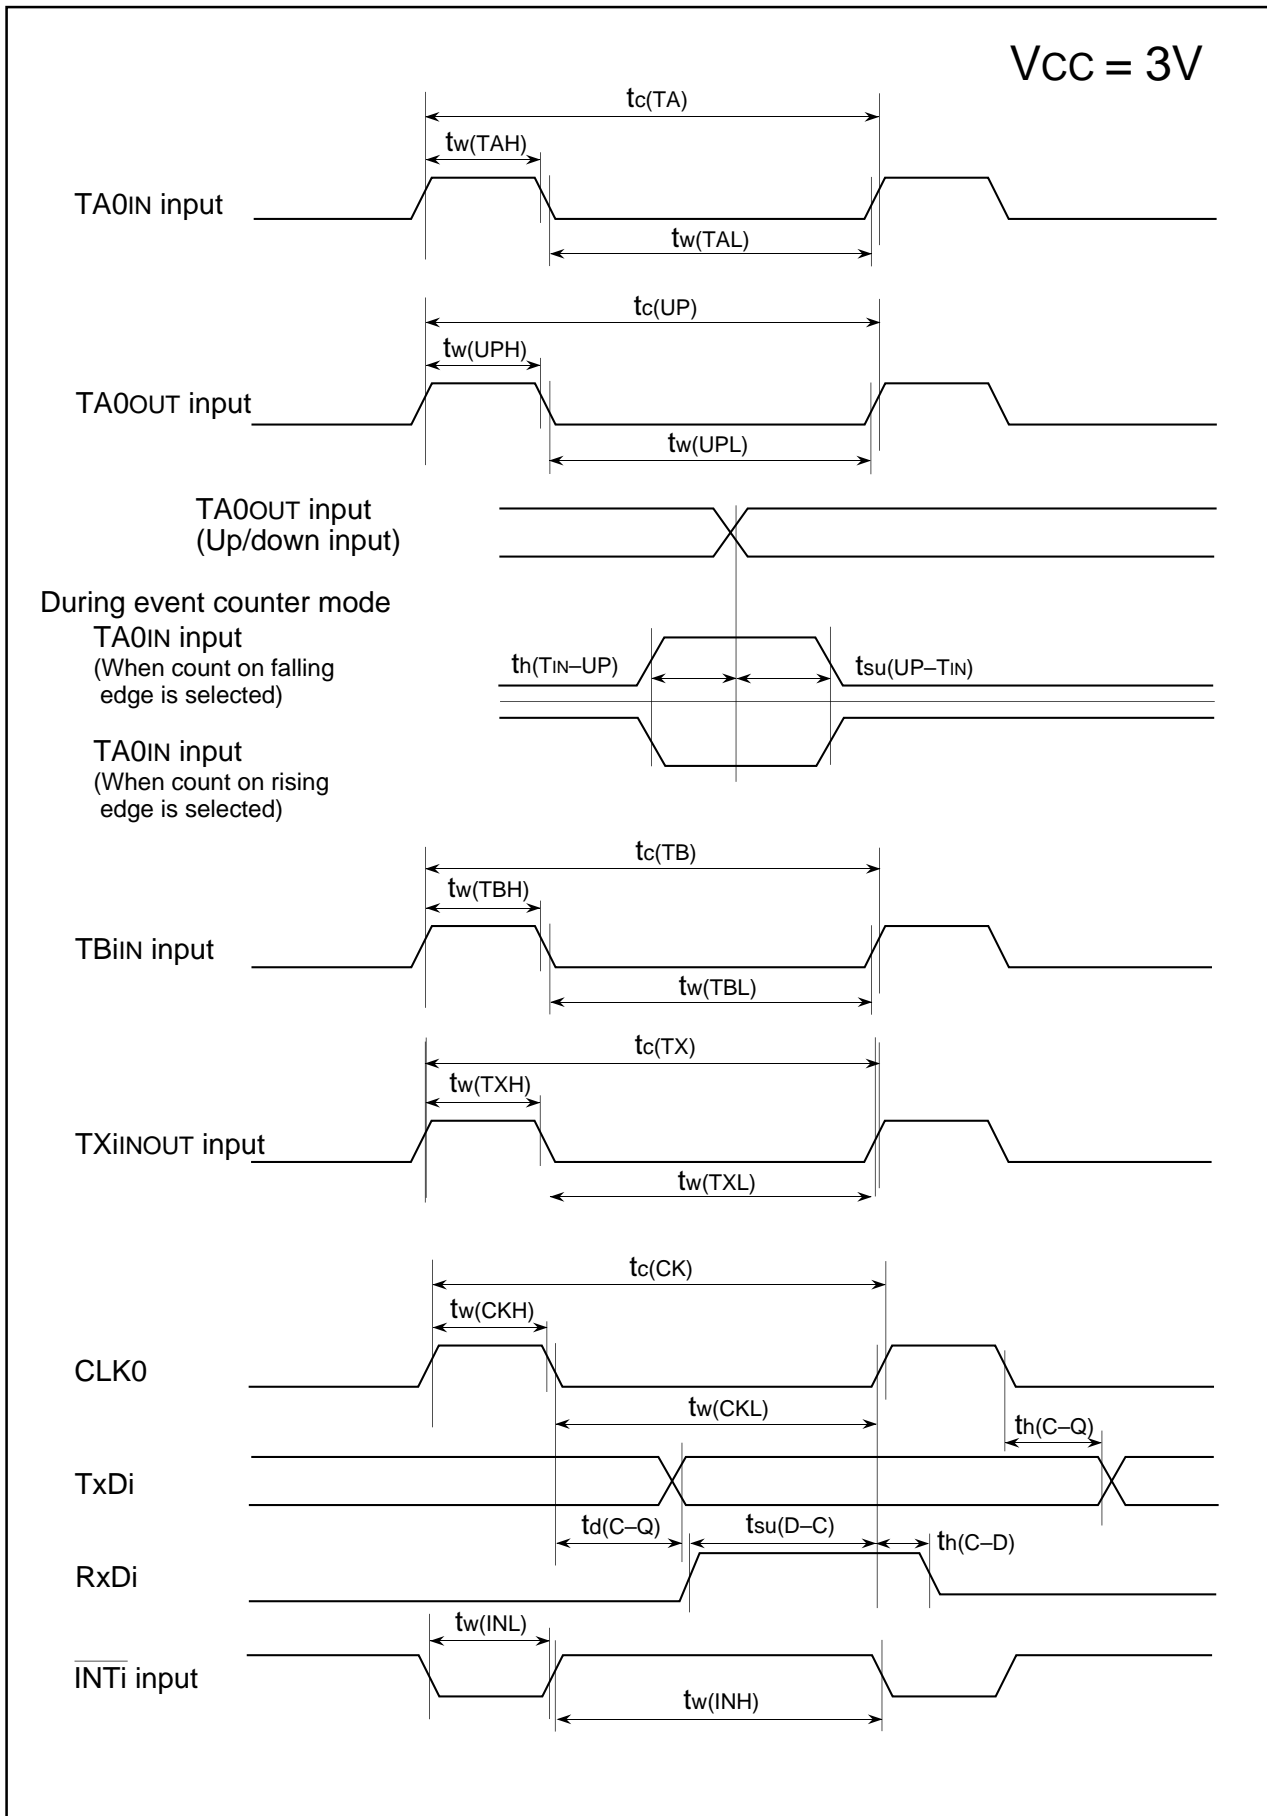 VCC = 3V
tc(TA)
tw(TAH)
TA0IN input
tw(TAL)
tc(UP)
tw(UPH)
TA0OUT input
tw(UPL)
TA0OUT input
(Up/down input)
During event counter mode
TA0IN input
(When count on falling
edge is selected)
th(TIN–UP)
tsu(UP–TIN)
TA0IN input
(When count on rising
edge is selected)
tc(TB)
tw(TBH)
TBiIN input
tw(TBL)
tc(TX)
tw(TXH)
TXiINOUT input
tw(TXL)
tc(CK)
tw(CKH)
CLK0
tw(CKL)
th(C–Q)
TxDi
td(C–Q)
tsu(D–C)
th(C–D)
RxDi
tw(INL)
INTi input
tw(INH)